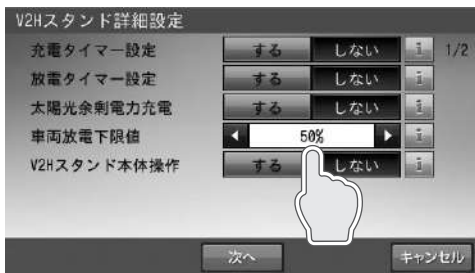 V2Hスタンド詳細設定
充電タイマー設定 する しない i 1/2
放電タイマー設定 する しない i
太陽光余剰電力充電 する しない i
車両放電下限値 ◀ 50% ▶ i
V2Hスタンド本体操作 する しない i
次へ キャンセル